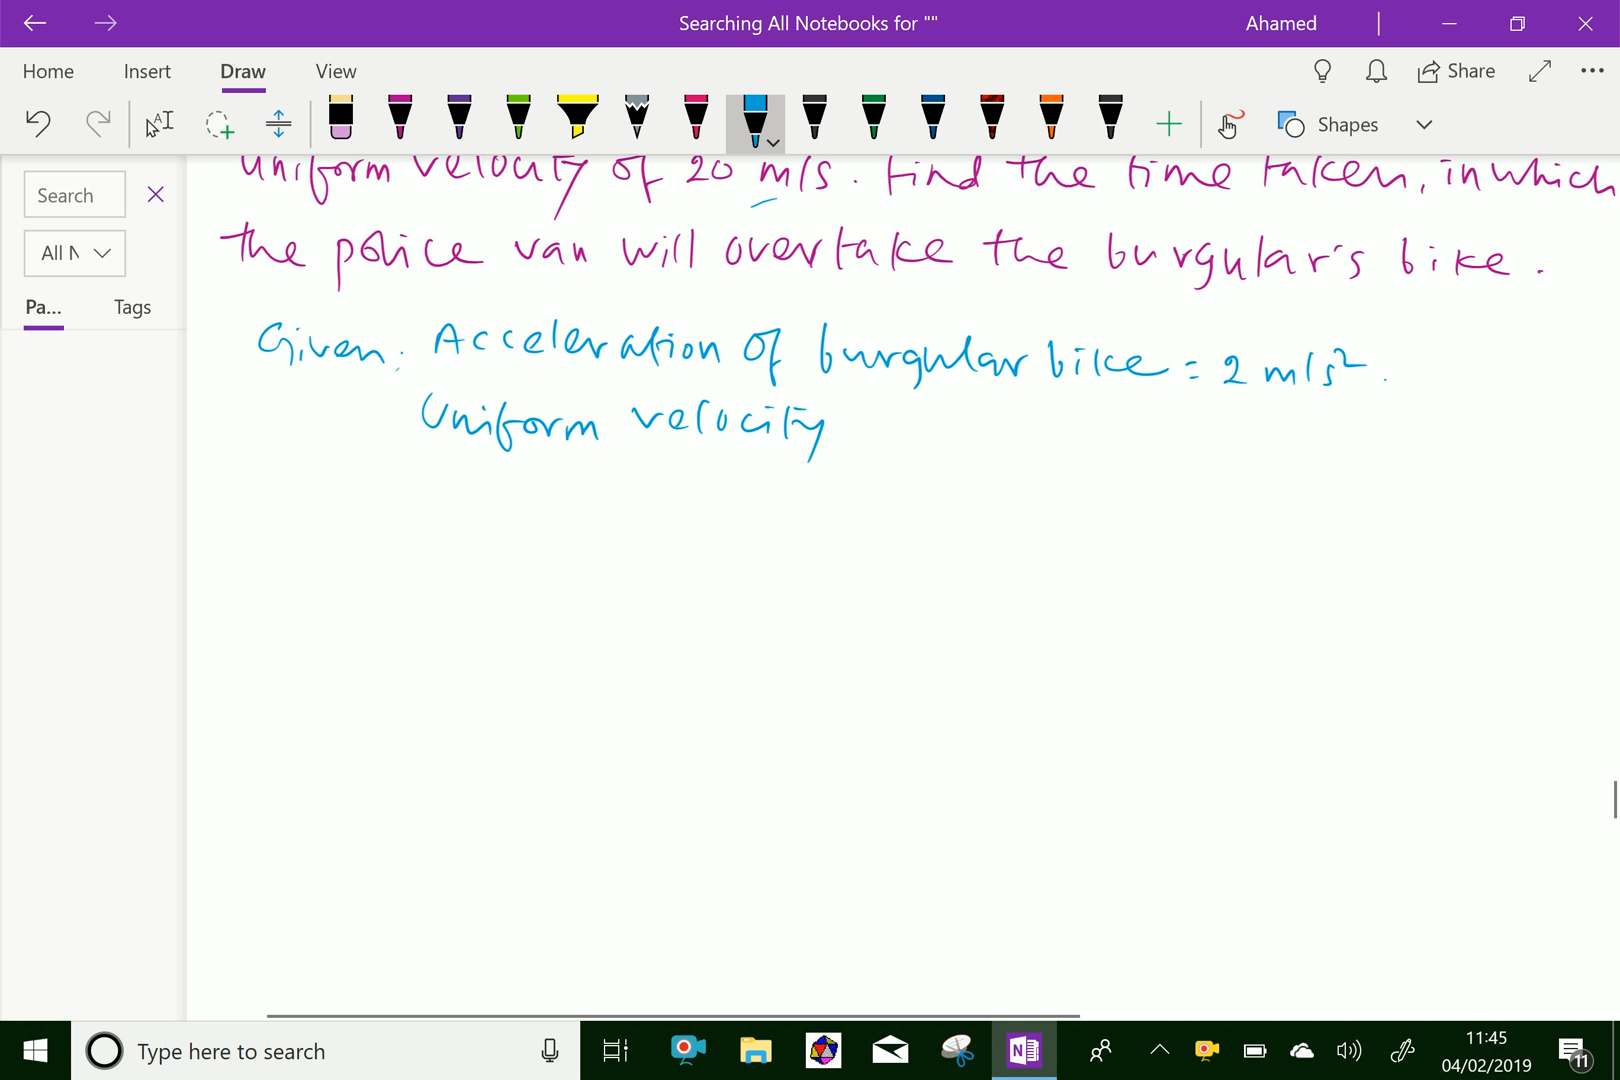 Searching All Notebooks for "" Ahamed
Home Insert Draw View Share
Shapes
Search
All N
Pa... Tags
uniform velocity of 20 m/s. Find the time taken, in which
the police van will overtake the burgular's bike.
Given: Acceleration of burgular bike = 2 m/s².
Uniform velocity
Type here to search
N
11:45
04/02/2019
11